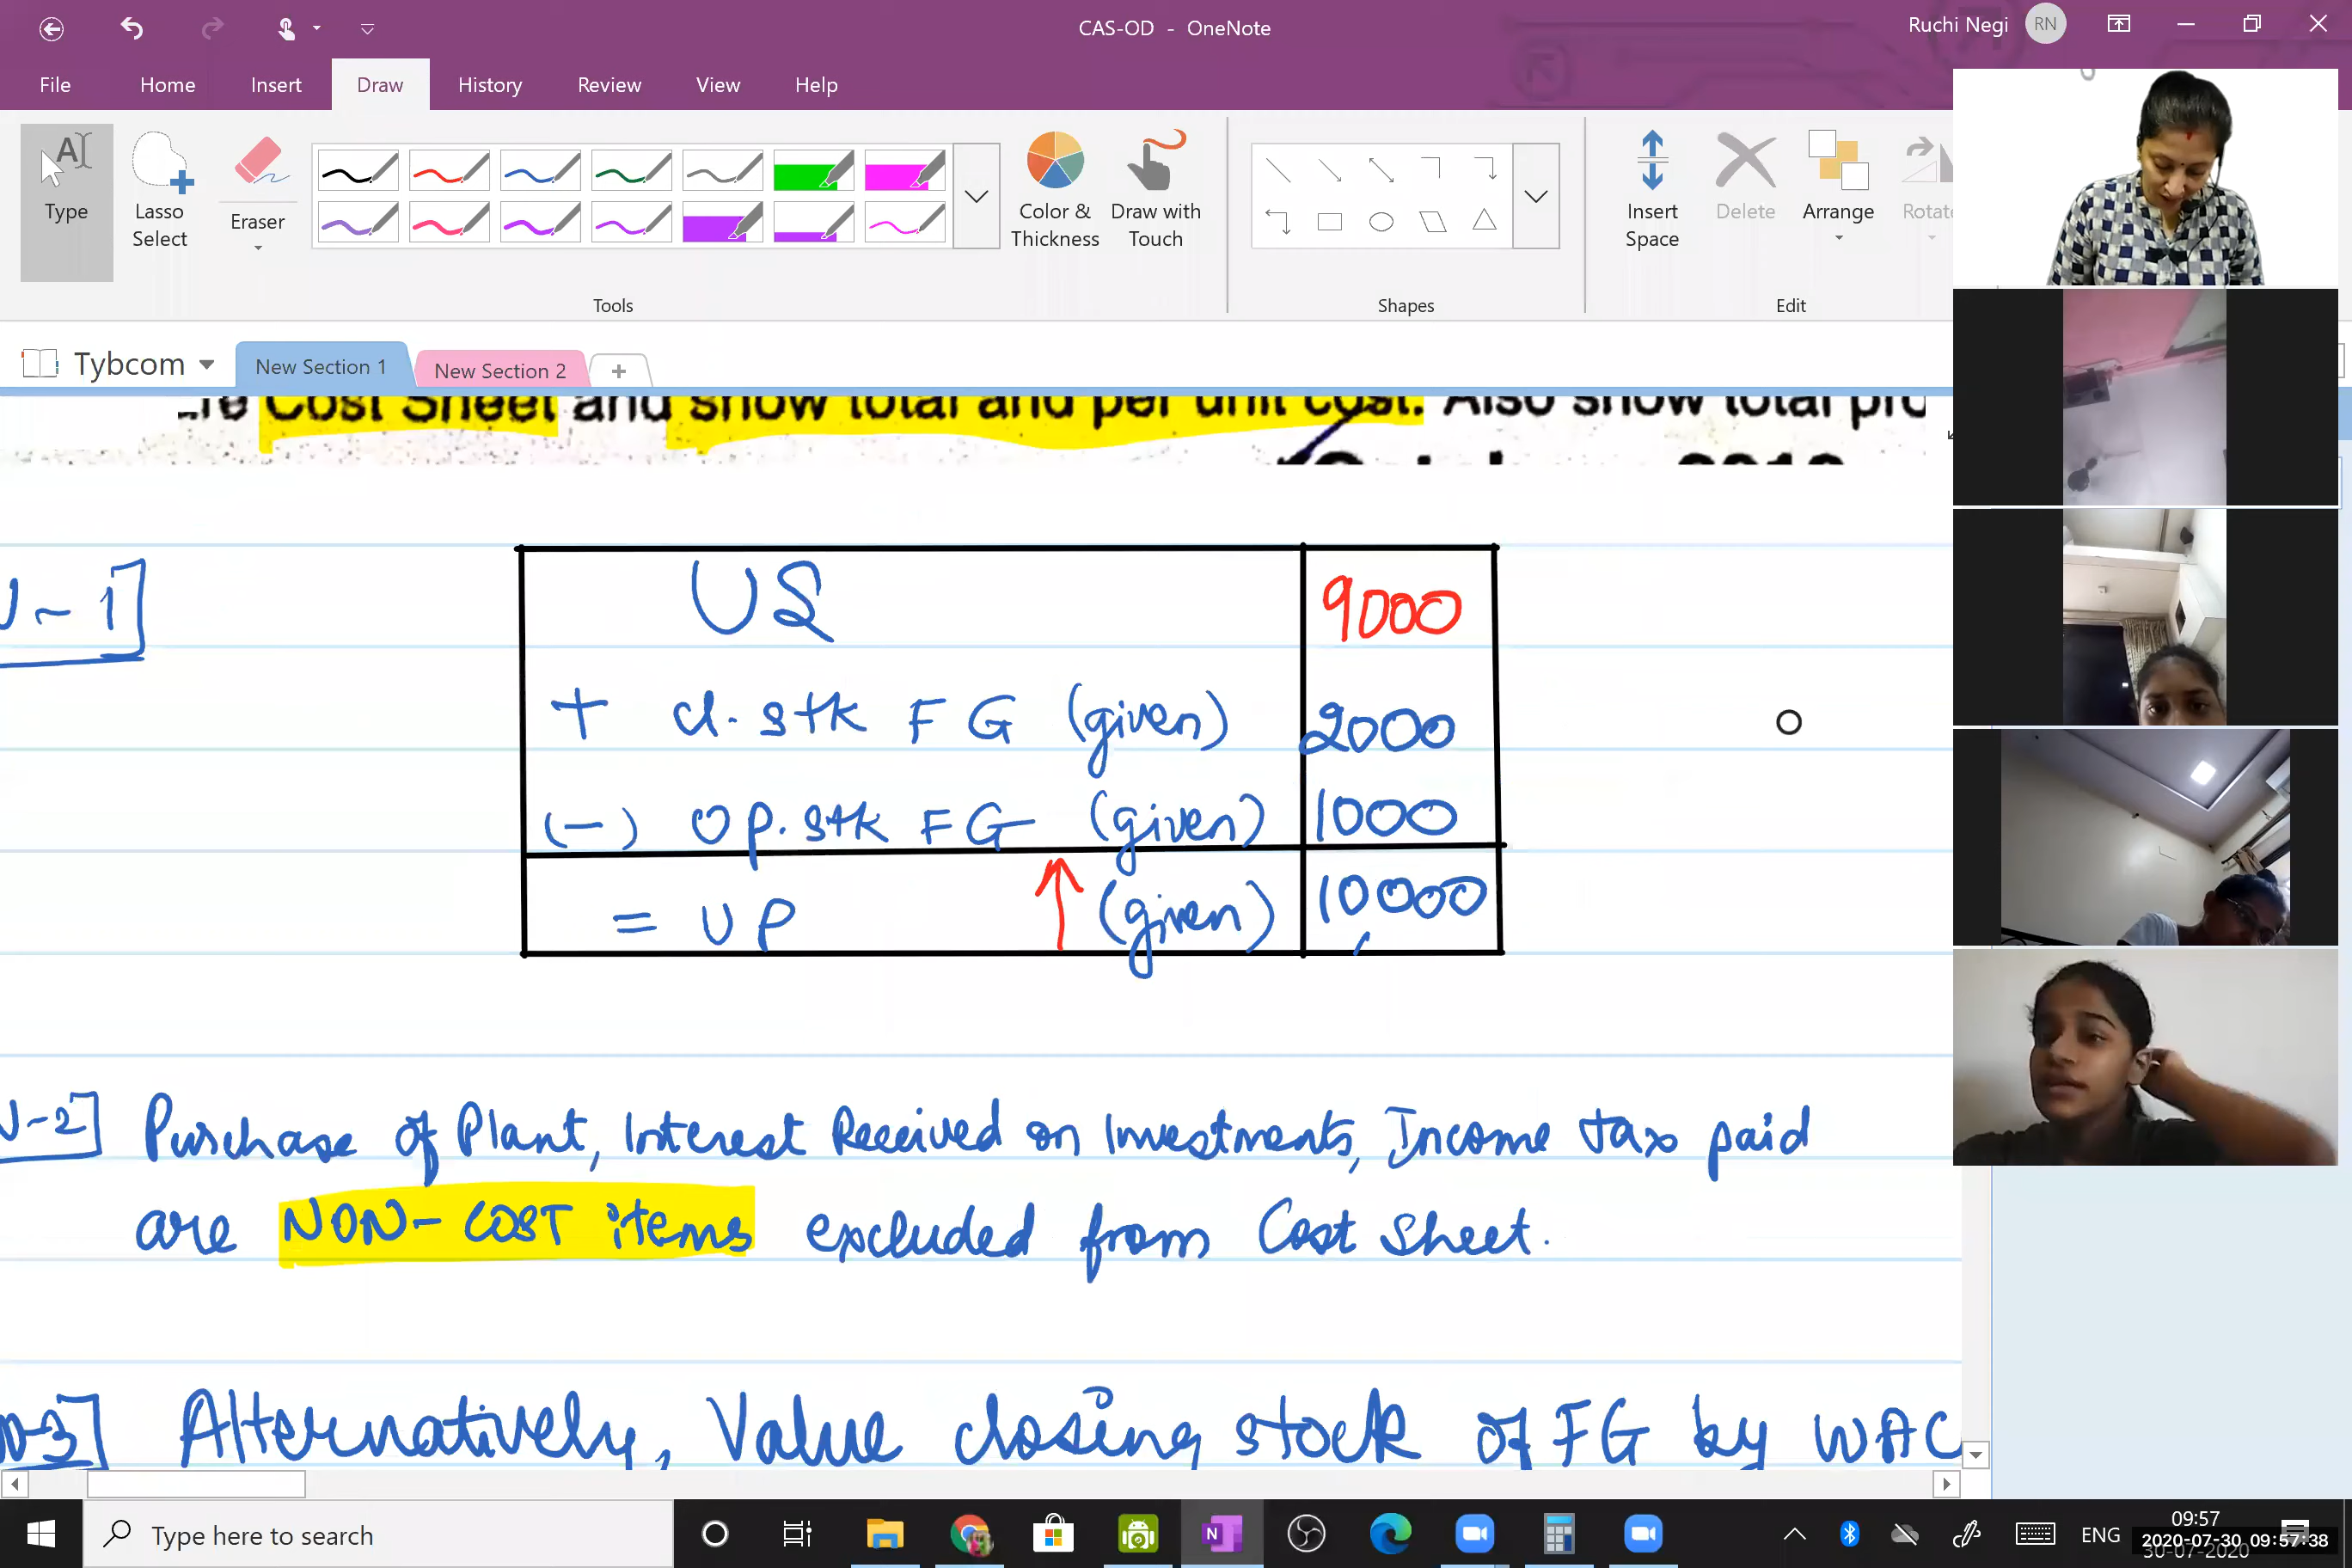 CAS-OD - OneNote
Ruchi Negi RN
File Home Insert Draw History Review View Help
Type
Lasso Select
Eraser
Color & Thickness
Draw with Touch
Insert Space
Delete
Arrange
Rotate
Tools
Shapes
Edit
Tybcom New Section 1 New Section 2 +
Cost Sheet and show total and per unit cost. Also show total
1]
US 9000
+ cl. stk FG (given) 2000
(-) Op. stk FG (given) 1000
= UP (given) 10000
-2] Purchase of Plant, Interest Received on Investments, Income tax paid
are NON-COST items excluded from Cost Sheet.
-3] Alternatively, Value closing stock of FG by WAC
Type here to search
ENG
09:57
30-07-2020
2020-07-30 09:57:38